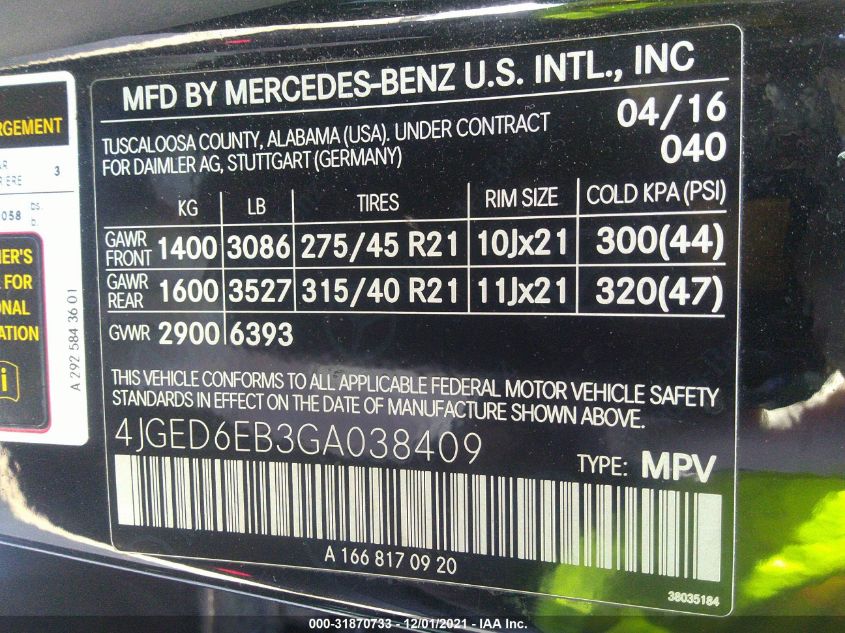 MFD BY MERCEDES-BENZ U.S. INTL., INC
TUSCALOOSA COUNTY, ALABAMA (USA). UNDER CONTRACT
FOR DAIMLER AG, STUTTGART (GERMANY)
04/16
040
KG LB TIRES RIM SIZE COLD KPA (PSI)
GAWR FRONT 1400 3086 275/45 R21 10Jx21 300(44)
GAWR REAR 1600 3527 315/40 R21 11Jx21 320(47)
GVWR 2900 6393
THIS VEHICLE CONFORMS TO ALL APPLICABLE FEDERAL MOTOR VEHICLE SAFETY
STANDARDS IN EFFECT ON THE DATE OF MANUFACTURE SHOWN ABOVE.
4JGED6EB3GA038409
TYPE: MPV
A 166 817 09 20
38035184
3
A 292 584 36 01
FOR
000-31870733 - 12/01/2021 - IAA Inc.